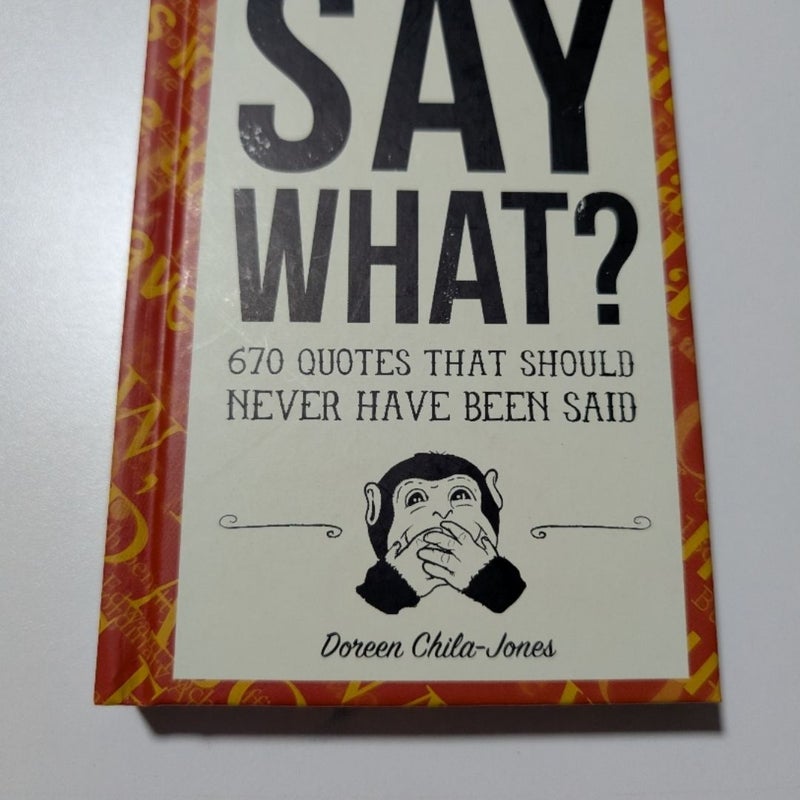 SAY
WHAT?
670 QUOTES THAT SHOULD
NEVER HAVE BEEN SAID
Doreen Chila-Jones